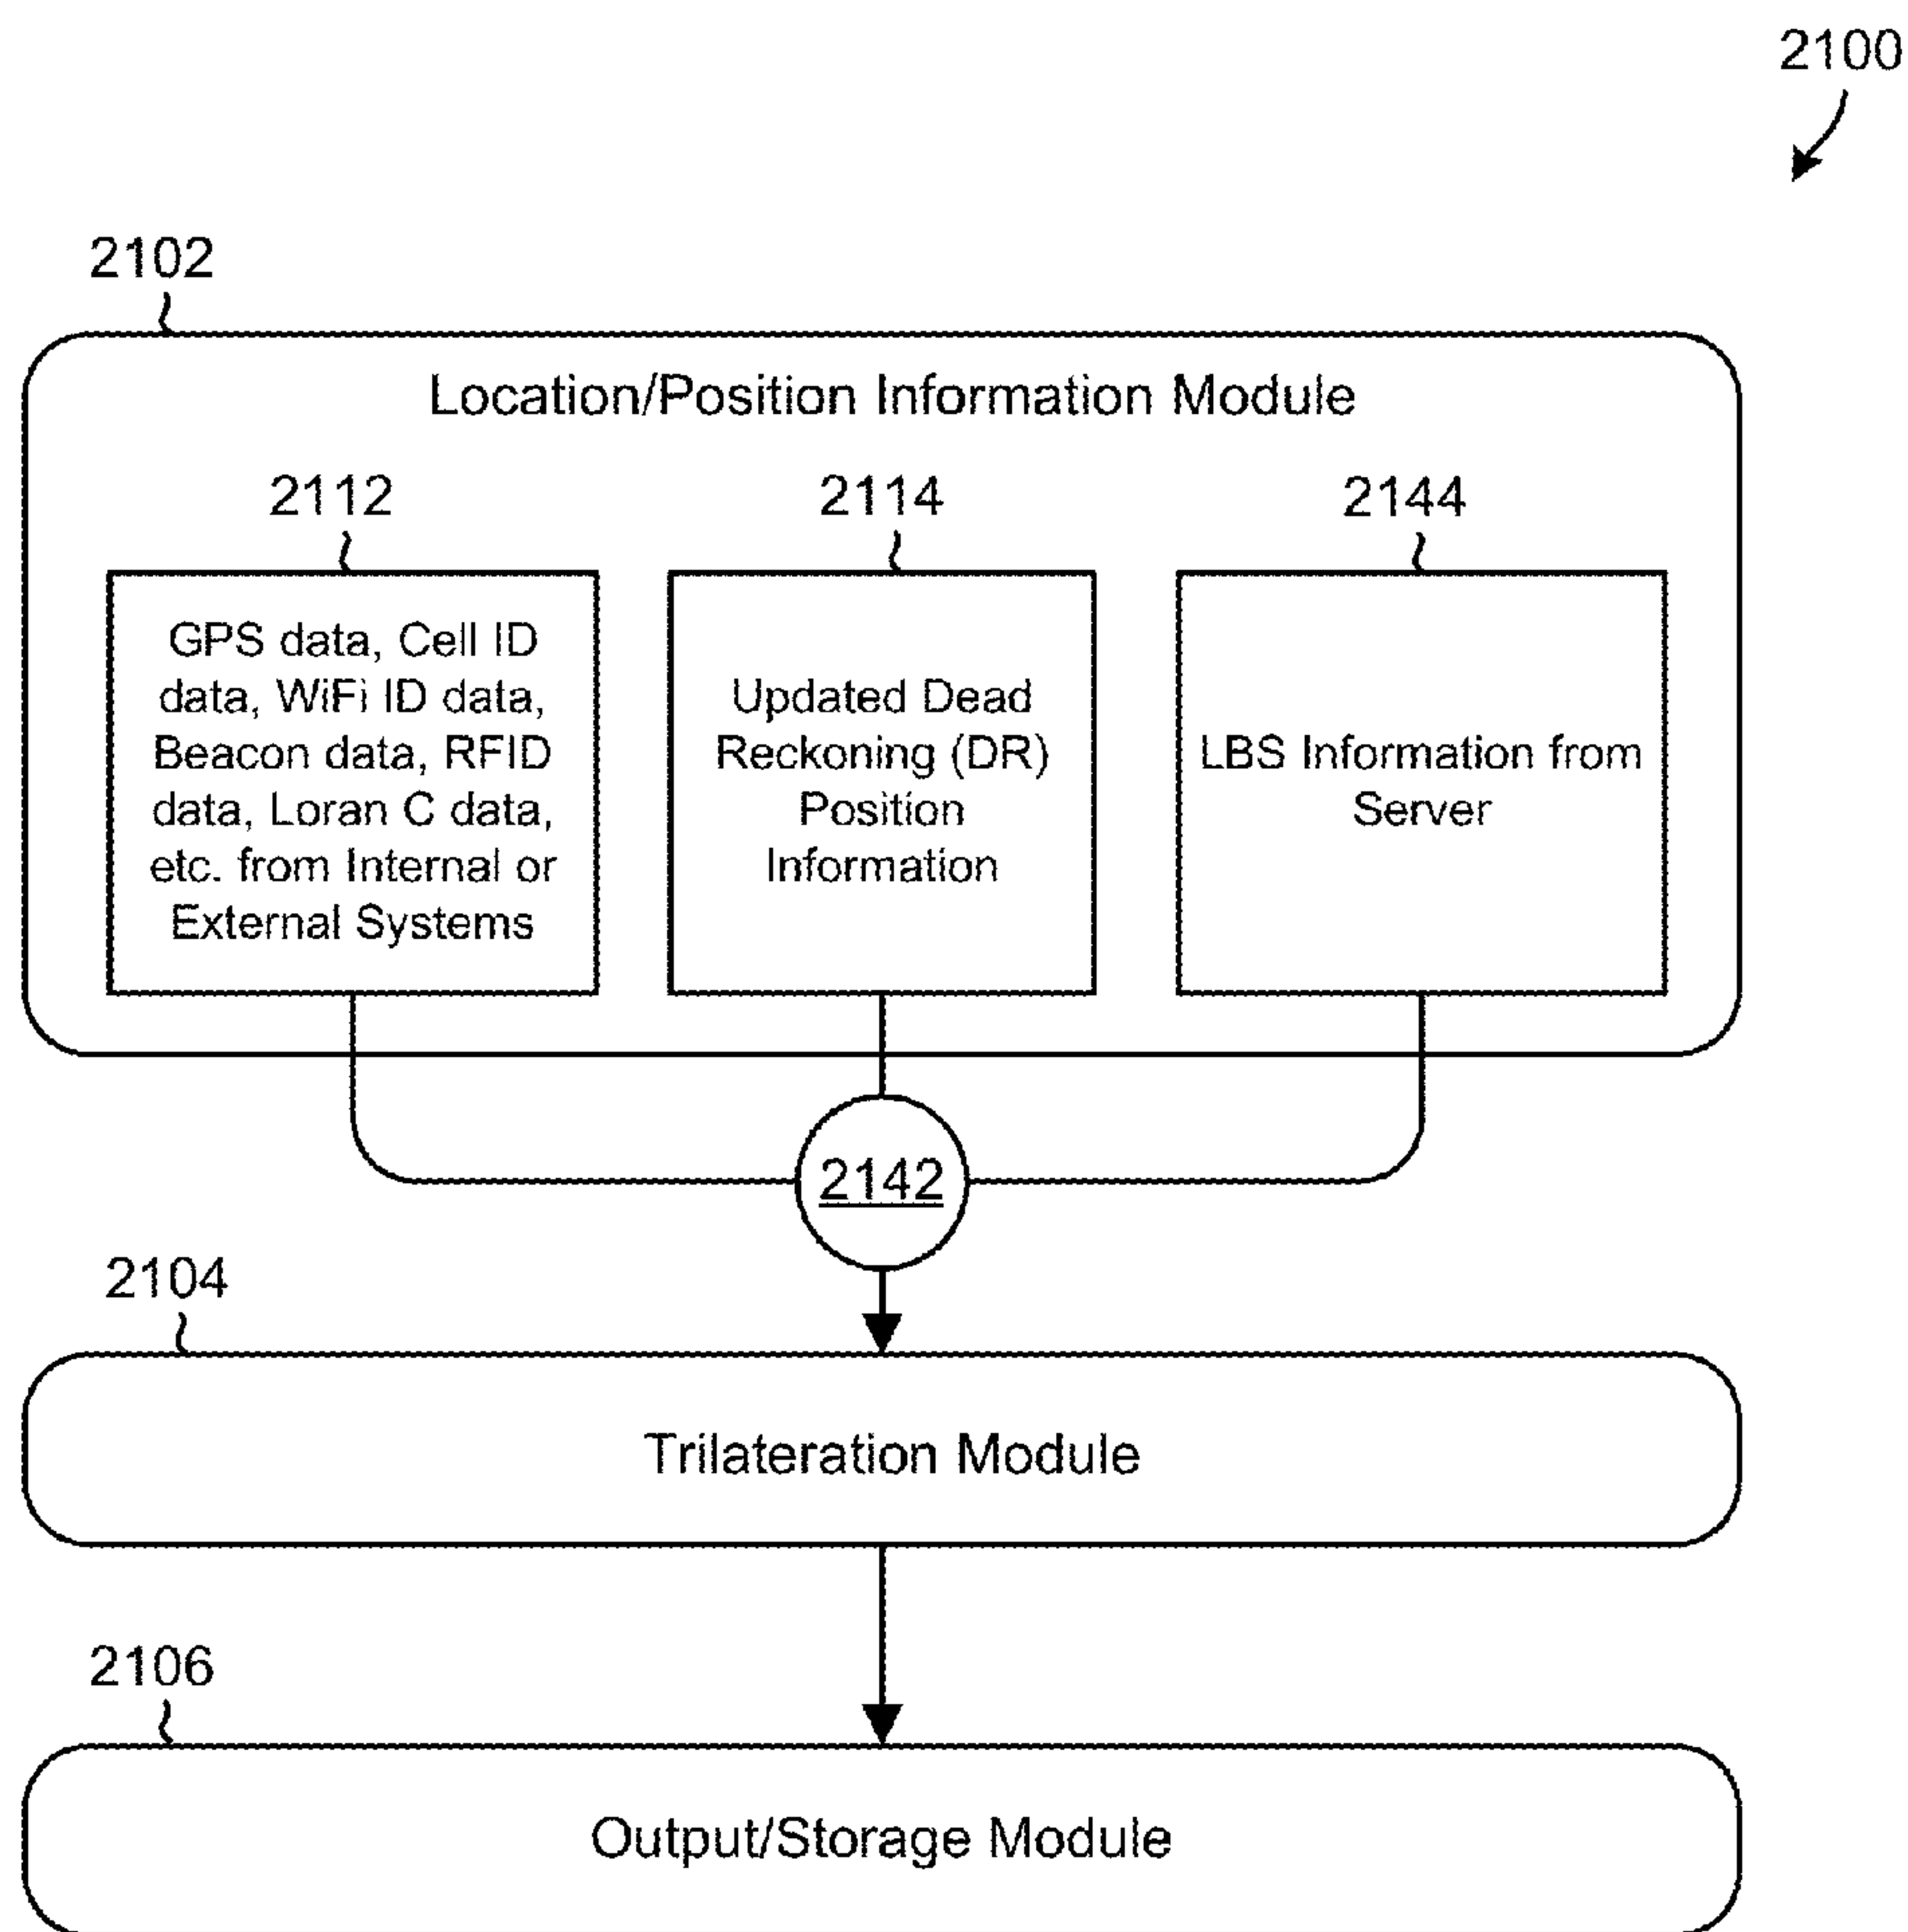 2100
2102
Location/Position Information Module
2112
2114
2144
GPS data, Cell ID
data, WiFi ID data,
Beacon data, RFID
data, Loran C data,
etc. from Internal or
External Systems
Updated Dead
Reckoning (DR)
Position
Information
LBS Information from
Server
2142
2104
Trilateration Module
2106
Output/Storage Module